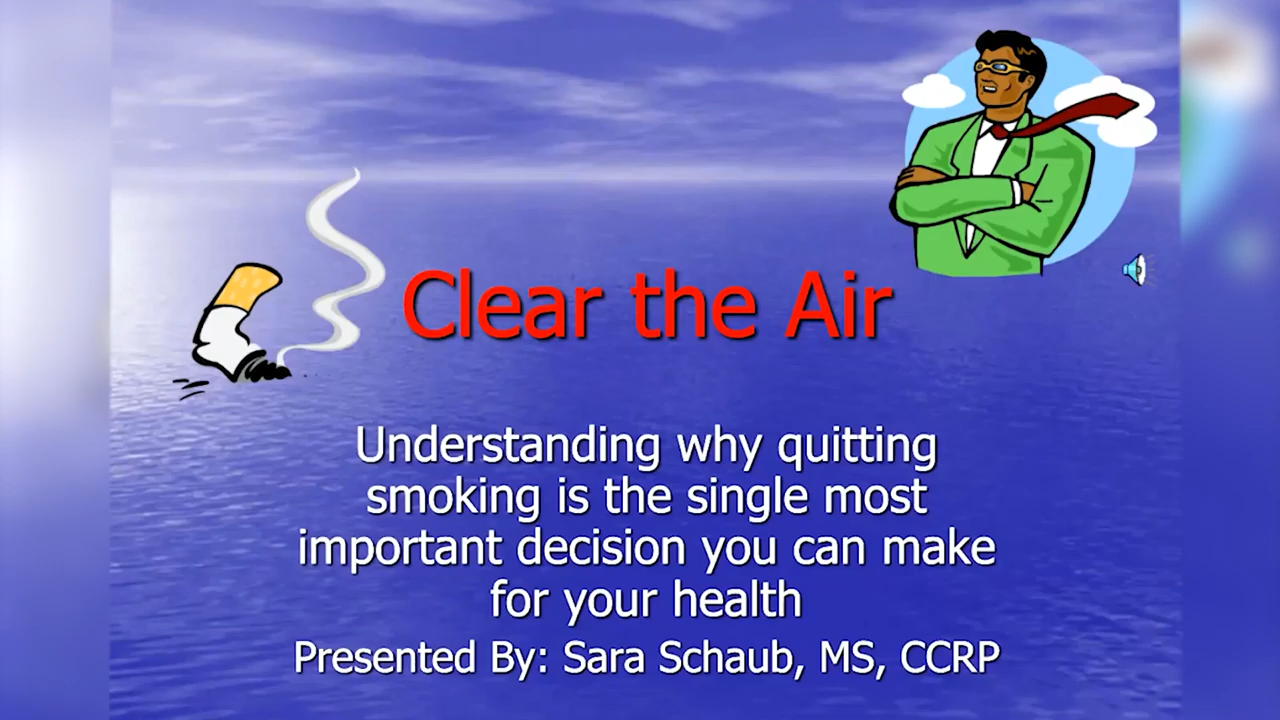 Clear the Air
Understanding why quitting
smoking is the single most
important decision you can make
for your health
Presented By: Sara Schaub, MS, CCRP